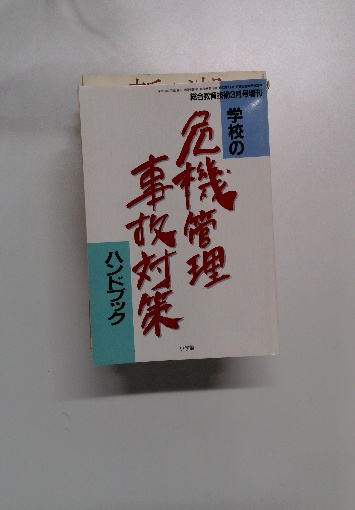 総合教育技術3月号増刊
学校の
危機管理
事故対策
ハンドブック
小学館